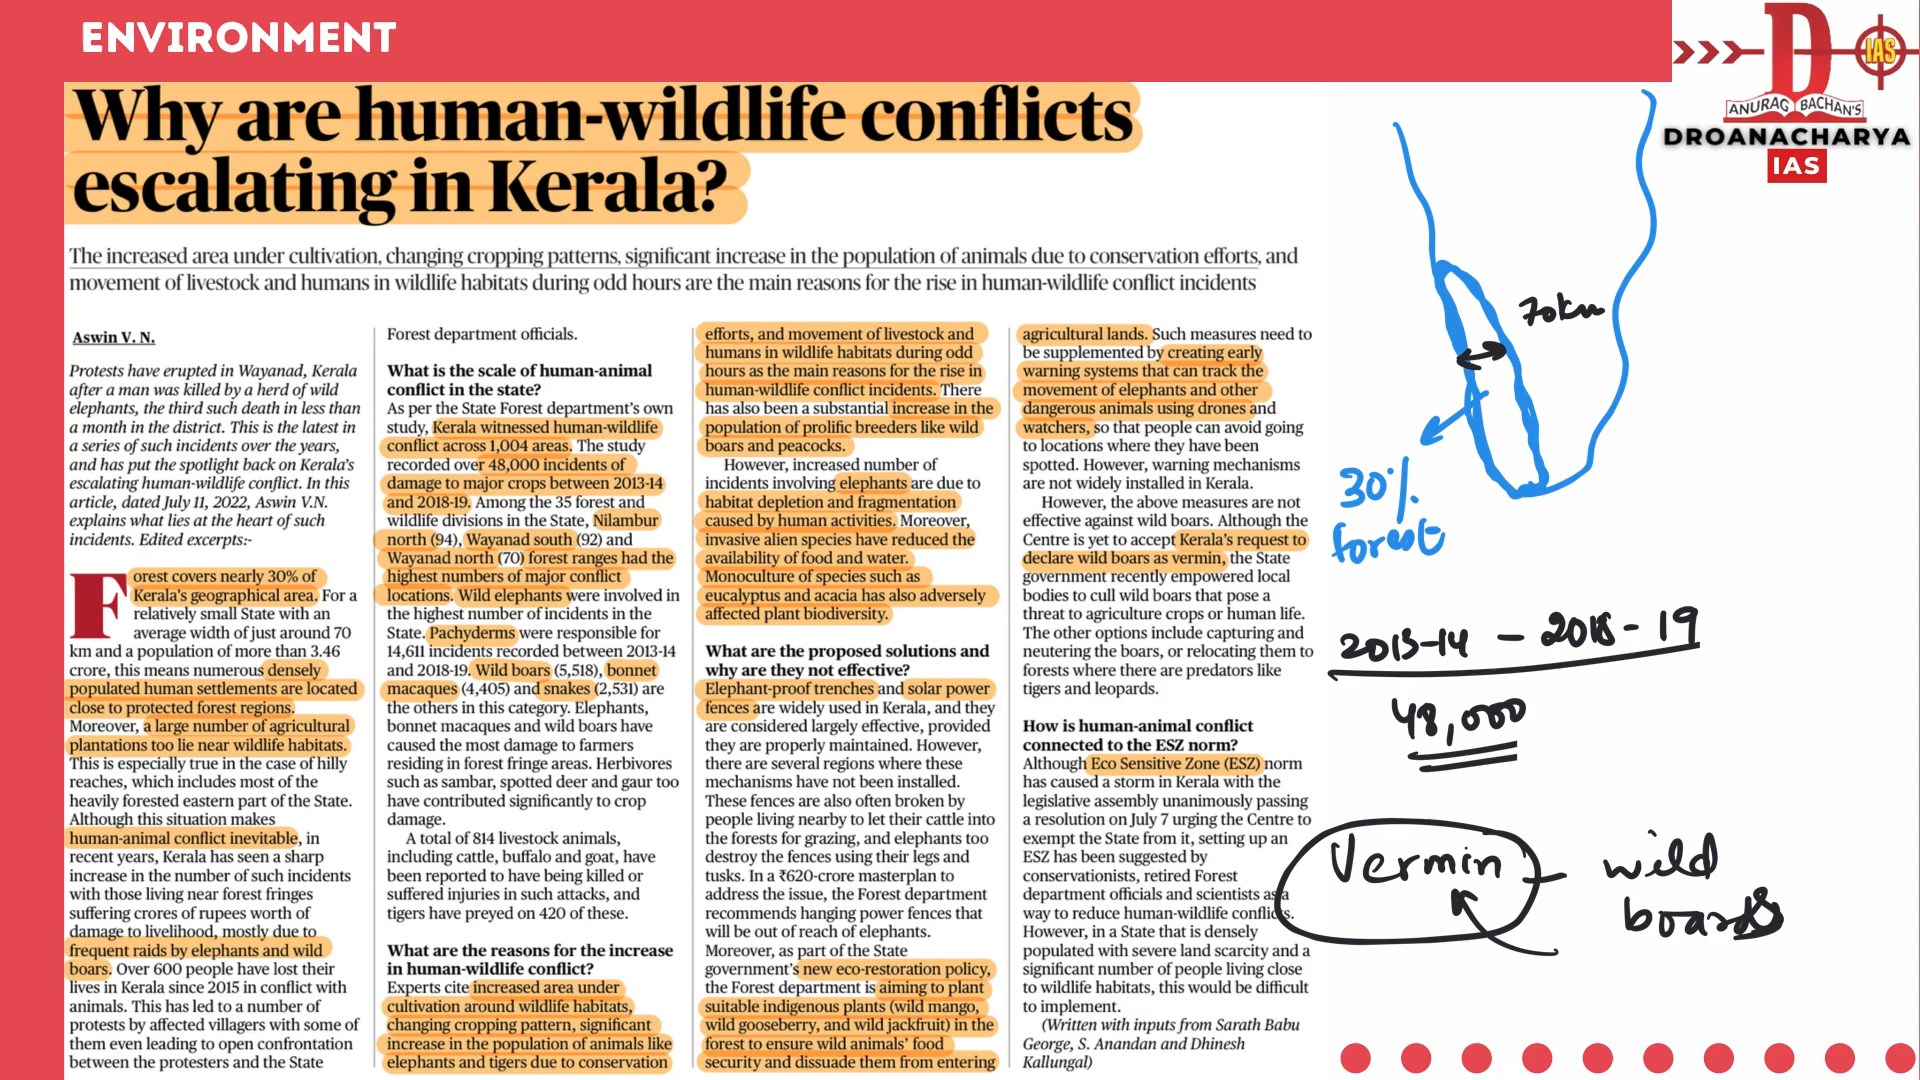 ENVIRONMENT
Why are human-wildlife conflicts
escalating in Kerala?
The increased area under cultivation, changing cropping patterns, significant increase in the population of animals due to conservation efforts, and
movement of livestock and humans in wildlife habitats during odd hours are the main reasons for the rise in human-wildlife conflict incidents
Aswin V. N.
Protests have erupted in Wayanad, Kerala
after a man was killed by a herd of wild
elephants, the third such death in less than
a month in the district. This is the latest in
a series of such incidents over the years,
and has put the spotlight back on Kerala's
escalating human-wildlife conflict. In this
article, dated July 11, 2022, Aswin V.N.
explains what lies at the heart of such
incidents. Edited excerpts:-
Forest covers nearly 30% of
Kerala's geographical area. For a
relatively small State with an
average width of just around 70
km and a population of more than 3.46
crore, this means numerous densely
populated human settlements are located
close to protected forest regions.
Moreover, a large number of agricultural
plantations too lie near wildlife habitats.
This is especially true in the case of hilly
reaches, which includes most of the
heavily forested eastern part of the State.
Although this situation makes
human-animal conflict inevitable, in
recent years, Kerala has seen a sharp
increase in the number of such incidents
with those living near forest fringes
suffering crores of rupees worth of
damage to livelihood, mostly due to
frequent raids by elephants and wild
boars. Over 600 people have lost their
lives in Kerala since 2015 in conflict with
animals. This has led to a number of
protests by affected villagers with some of
them even leading to open confrontation
between the protesters and the State
Forest department officials.
What is the scale of human-animal
conflict in the state?
As per the State Forest department's own
study, Kerala witnessed human-wildlife
conflict across 1,004 areas. The study
recorded over 48,000 incidents of
damage to major crops between 2013-14
and 2018-19. Among the 35 forest and
wildlife divisions in the State, Nilambur
north (94), Wayanad south (92) and
Wayanad north (70) forest ranges had the
highest numbers of major conflict
locations. Wild elephants were involved in
the highest number of incidents in the
State. Pachyderms were responsible for
14,611 incidents recorded between 2013-14
and 2018-19. Wild boars (5,518), bonnet
macaques (4,405) and snakes (2,531) are
the others in this category. Elephants,
bonnet macaques and wild boars have
caused the most damage to farmers
residing in forest fringe areas. Herbivores
such as sambar, spotted deer and gaur too
have contributed significantly to crop
damage.
A total of 814 livestock animals,
including cattle, buffalo and goat, have
been reported to have being killed or
suffered injuries in such attacks, and
tigers have preyed on 420 of these.
What are the reasons for the increase
in human-wildlife conflict?
Experts cite increased area under
cultivation around wildlife habitats,
changing cropping pattern, significant
increase in the population of animals like
elephants and tigers due to conservation
efforts, and movement of livestock and
humans in wildlife habitats during odd
hours as the main reasons for the rise in
human-wildlife conflict incidents. There
has also been a substantial increase in the
population of prolific breeders like wild
boars and peacocks.
However, increased number of
incidents involving elephants are due to
habitat depletion and fragmentation
caused by human activities. Moreover,
invasive alien species have reduced the
availability of food and water.
Monoculture of species such as
eucalyptus and acacia has also adversely
affected plant biodiversity.
What are the proposed solutions and
why are they not effective?
Elephant-proof trenches and solar power
fences are widely used in Kerala, and they
are considered largely effective, provided
they are properly maintained. However,
there are several regions where these
mechanisms have not been installed.
These fences are also often broken by
people living nearby to let their cattle into
the forests for grazing, and elephants too
destroy the fences using their legs and
tusks. In a ₹620-crore masterplan to
address the issue, the Forest department
recommends hanging power fences that
will be out of reach of elephants.
Moreover, as part of the State
government's new eco-restoration policy,
the Forest department is aiming to plant
suitable indigenous plants (wild mango,
wild gooseberry, and wild jackfruit) in the
forest to ensure wild animals' food
security and dissuade them from entering
agricultural lands. Such measures need to
be supplemented by creating early
warning systems that can track the
movement of elephants and other
dangerous animals using drones and
watchers, so that people can avoid going
to locations where they have been
spotted. However, warning mechanisms
are not widely installed in Kerala.
However, the above measures are not
effective against wild boars. Although the
Centre is yet to accept Kerala's request to
declare wild boars as vermin, the State
government recently empowered local
bodies to cull wild boars that pose a
threat to agriculture crops or human life.
The other options include capturing and
neutering the boars, or relocating them to
forests where there are predators like
tigers and leopards.
How is human-animal conflict
connected to the ESZ norm?
Although Eco Sensitive Zone (ESZ) norm
has caused a storm in Kerala with the
legislative assembly unanimously passing
a resolution on July 7 urging the Centre to
exempt the State from it, setting up an
ESZ has been suggested by
conservationists, retired Forest
department officials and scientists as a
way to reduce human-wildlife conflicts.
However, in a State that is densely
populated with severe land scarcity and a
significant number of people living close
to wildlife habitats, this would be difficult
to implement.
(Written with inputs from Sarath Babu
George, S. Anandan and Dhinesh
Kallungal)
D IAS
ANURAG BACHAN'S
DROANACHARYA
IAS
70km
30%
forest
2013-14 - 2018-19
48,000
Vermin - wild
boars